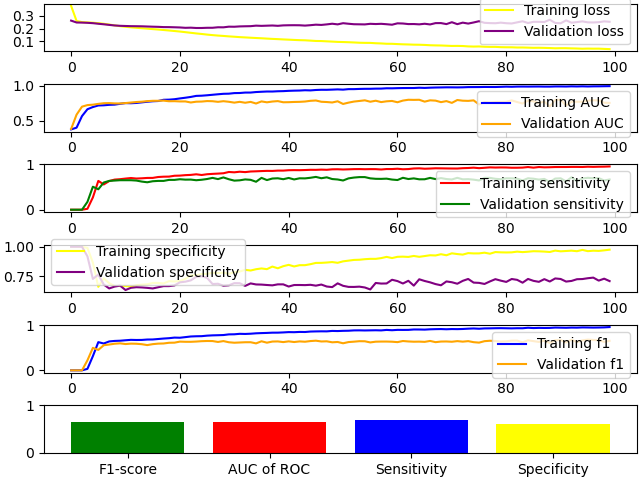 0.3
0.2
0.1
Training loss
Validation loss
0 20 40 60 80 100
1.0
0.5
Training AUC
Validation AUC
0 20 40 60 80 100
1
0
Training sensitivity
Validation sensitivity
0 20 40 60 80 100
1.00
0.75
Training specificity
Validation specificity
0 20 40 60 80 100
1
0
Training f1
Validation f1
0 20 40 60 80 100
1
0
F1-score AUC of ROC Sensitivity Specificity